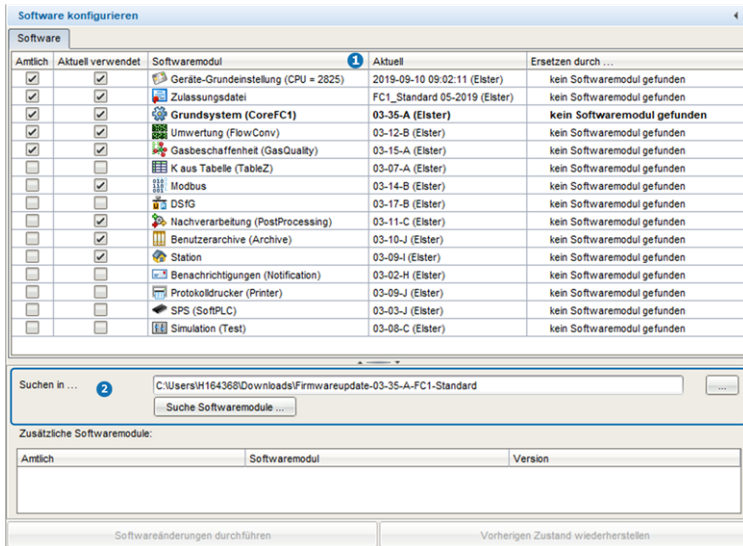 Software konfigurieren
Software
Amtlich Aktuell verwendet Softwaremodul 1 Aktuell Ersetzen durch ...
Geräte-Grundeinstellung (CPU = 2825) 2019-09-10 09:02:11 (Elster) kein Softwaremodul gefunden
Zulassungsdatei FC1_Standard 05-2019 (Elster) kein Softwaremodul gefunden
Grundsystem (CoreFC1) 03-35-A (Elster) kein Softwaremodul gefunden
Umwertung (FlowConv) 03-12-B (Elster) kein Softwaremodul gefunden
Gasbeschaffenheit (GasQuality) 03-15-A (Elster) kein Softwaremodul gefunden
K aus Tabelle (TableZ) 03-07-A (Elster) kein Softwaremodul gefunden
Modbus 03-14-B (Elster) kein Softwaremodul gefunden
DSfG 03-17-B (Elster) kein Softwaremodul gefunden
Nachverarbeitung (PostProcessing) 03-11-C (Elster) kein Softwaremodul gefunden
Benutzerarchive (Archive) 03-10-J (Elster) kein Softwaremodul gefunden
Station 03-09-I (Elster) kein Softwaremodul gefunden
Benachrichtigungen (Notification) 03-02-H (Elster) kein Softwaremodul gefunden
Protokolldrucker (Printer) 03-09-J (Elster) kein Softwaremodul gefunden
SPS (SoftPLC) 03-03-J (Elster) kein Softwaremodul gefunden
Simulation (Test) 03-08-C (Elster) kein Softwaremodul gefunden
Suchen in ... 2 C:\Users\H164368\Downloads\Firmwareupdate-03-35-A-FC1-Standard ...
Suche Softwaremodule ...
Zusätzliche Softwaremodule:
Amtlich Softwaremodul Version
Softwareänderungen durchführen Vorherigen Zustand wiederherstellen